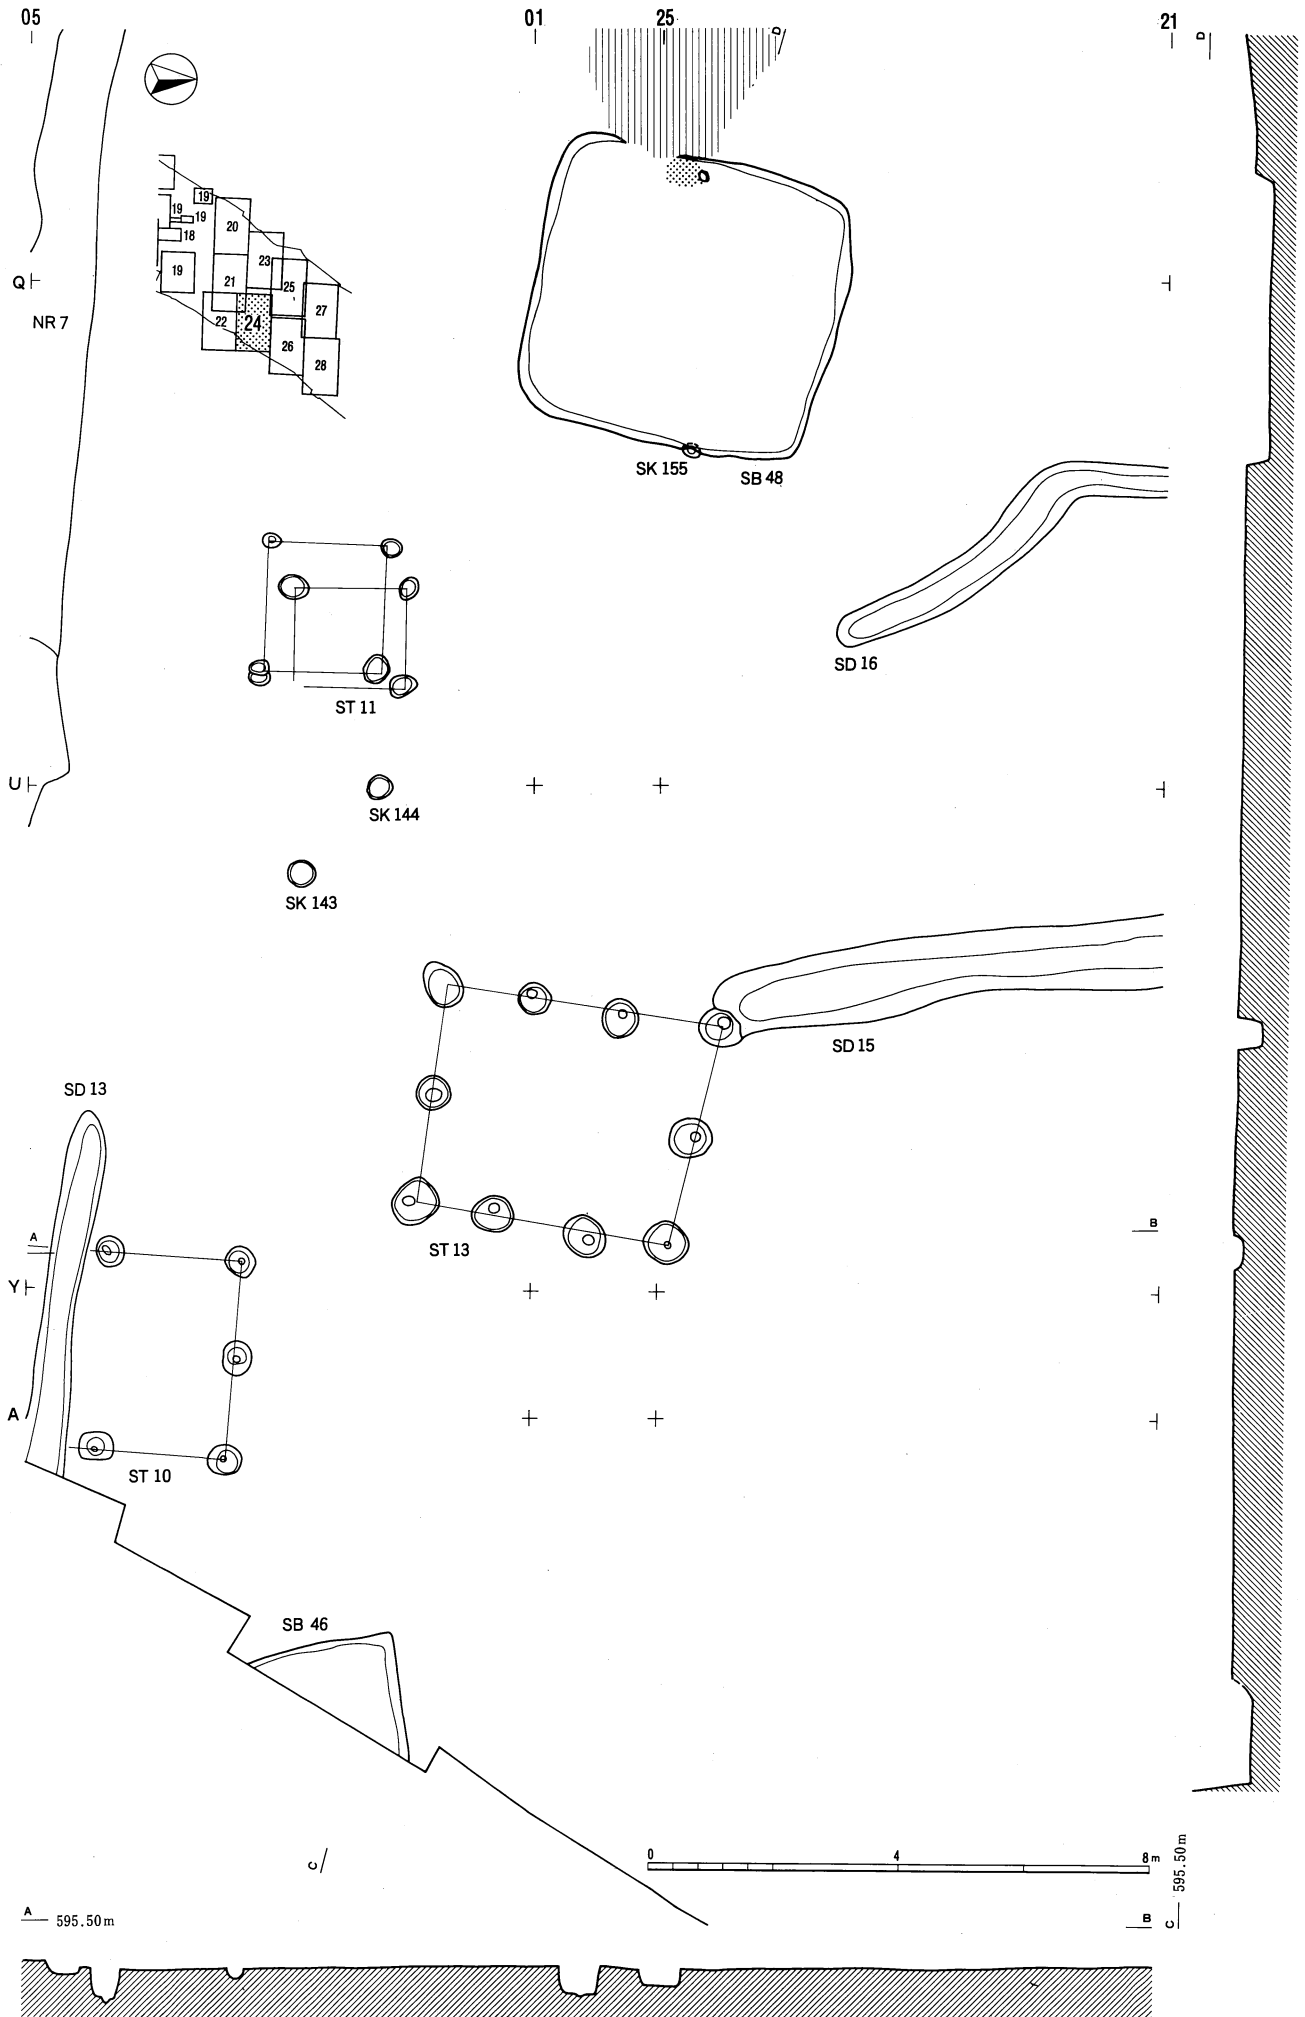 05 01 25 21
D D
19
19 19
20
18
23
19 21 25
27
22 24
26
28
Q
NR 7
SK 155 SB 48
SD 16
ST 11
U
SK 144
SK 143
SD 15
SD 13
A B
ST 13
Y
A
ST 10
SB 46
0 4 8 m
C
A 595.50m
B
C 595.50m